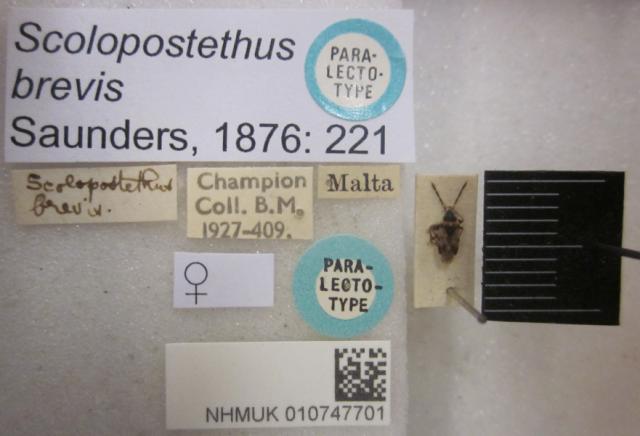 Scolopostethus
brevis
Saunders, 1876: 221
PARA-
LECTO-
TYPE
Scolopostethus
brevis.
Champion
Coll. B.M.
1927-409.
Malta
♀
PARA-
LECTO-
TYPE
NHMUK 010747701